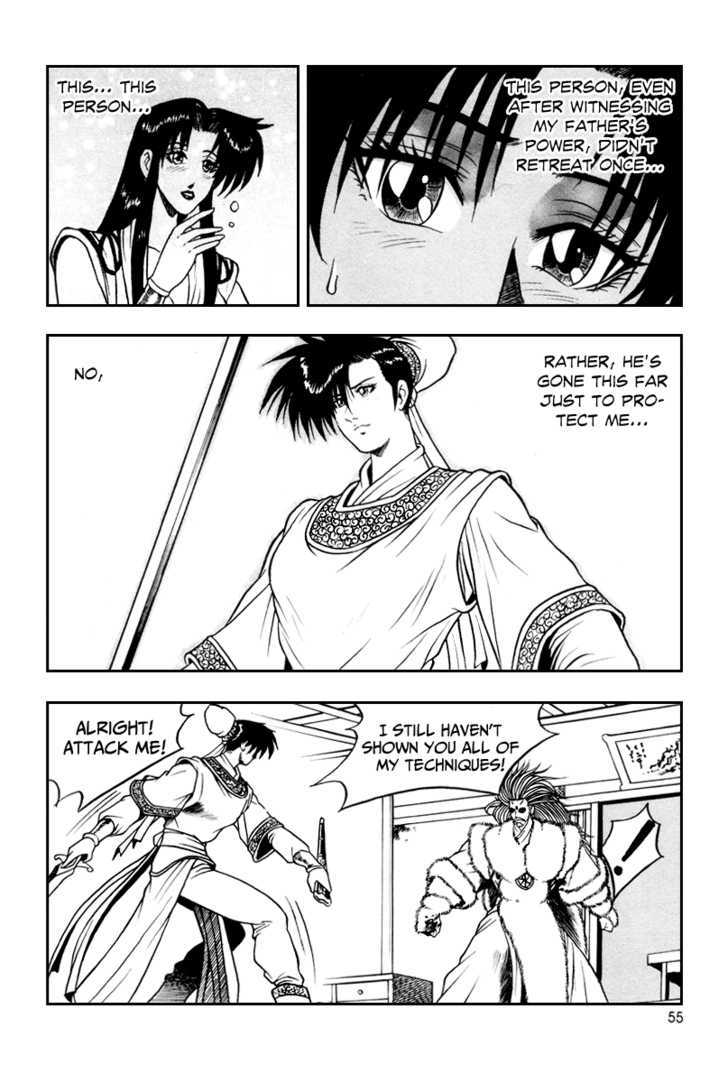 THIS... THIS
PERSON...
THIS PERSON, EVEN
AFTER WITNESSING
MY FATHER'S
POWER, DIDN'T
RETREAT ONCE...
NO,
RATHER, HE'S
GONE THIS FAR
JUST TO PRO-
TECT ME...
ALRIGHT!
ATTACK ME!
I STILL HAVEN'T
SHOWN YOU ALL OF
MY TECHNIQUES!
!
55